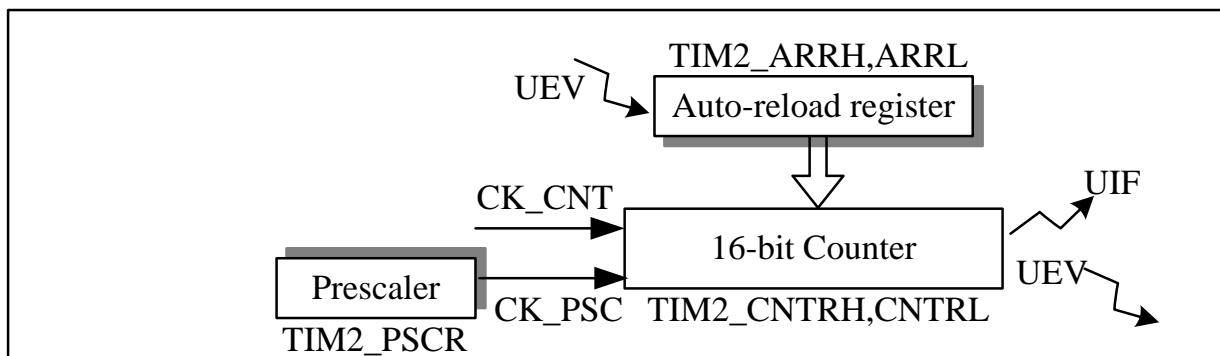 TIM2_ARRH,ARRL
UEV
Auto-reload register
CK_CNT
UIF
16-bit Counter
UEV
Prescaler
CK_PSC
TIM2_CNTRH,CNTRL
TIM2_PSCR